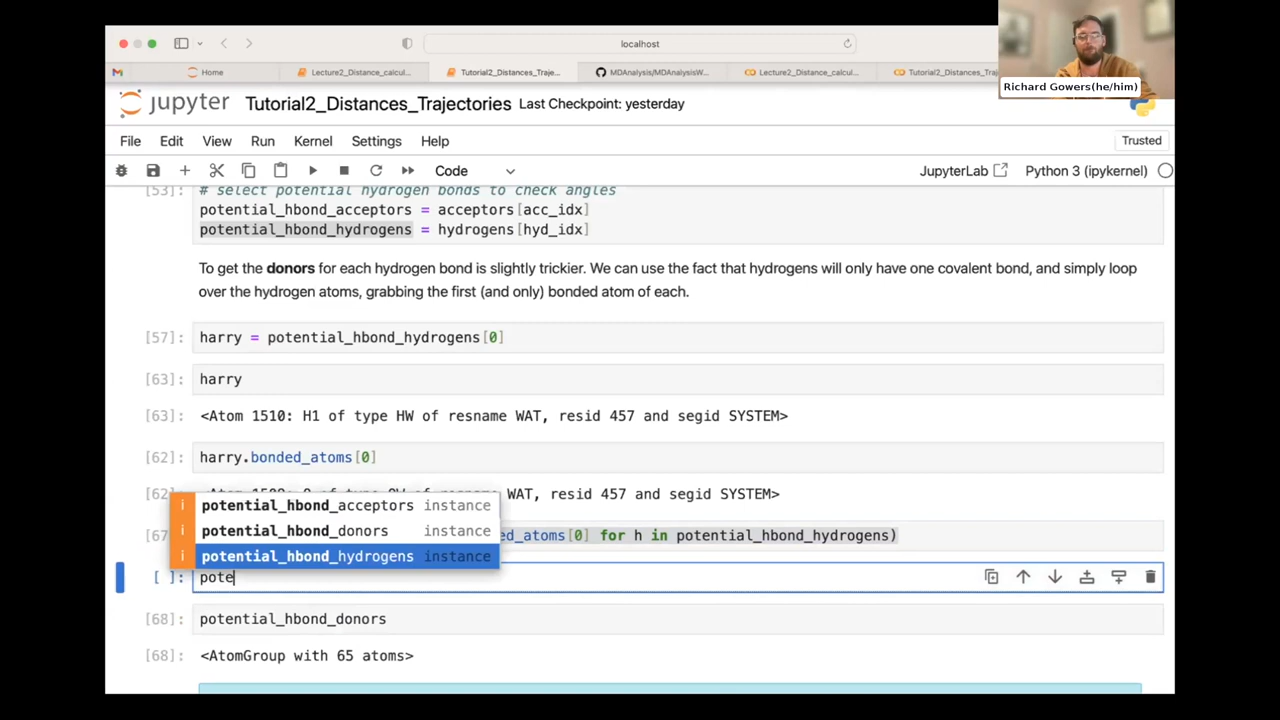 localhost
Home
Lecture2_Distance_calcul...
Tutorial2_Distances_Traje...
MDAnalysis/MDAnalysisW...
Lecture2_Distance_calcul...
Tutorial2_Distances_Tra
Richard Gowers(he/him)
jupyter Tutorial2_Distances_Trajectories Last Checkpoint: yesterday
File Edit View Run Kernel Settings Help
Trusted
Code
JupyterLab
Python 3 (ipykernel)
[53]: # select potential hydrogen bonds to check angles
potential_hbond_acceptors = acceptors[acc_idx]
potential_hbond_hydrogens = hydrogens[hyd_idx]
To get the donors for each hydrogen bond is slightly trickier. We can use the fact that hydrogens will only have one covalent bond, and simply loop
over the hydrogen atoms, grabbing the first (and only) bonded atom of each.
[57]: harry = potential_hbond_hydrogens[0]
[63]: harry
[63]: <Atom 1510: H1 of type HW of resname WAT, resid 457 and segid SYSTEM>
[62]: harry.bonded_atoms[0]
[62 WAT, resid 457 and segid SYSTEM>
i potential_hbond_acceptors instance
i potential_hbond_donors instance
[67 ed_atoms[0] for h in potential_hbond_hydrogens)
i potential_hbond_hydrogens instance
[ ]: pote
[68]: potential_hbond_donors
[68]: <AtomGroup with 65 atoms>